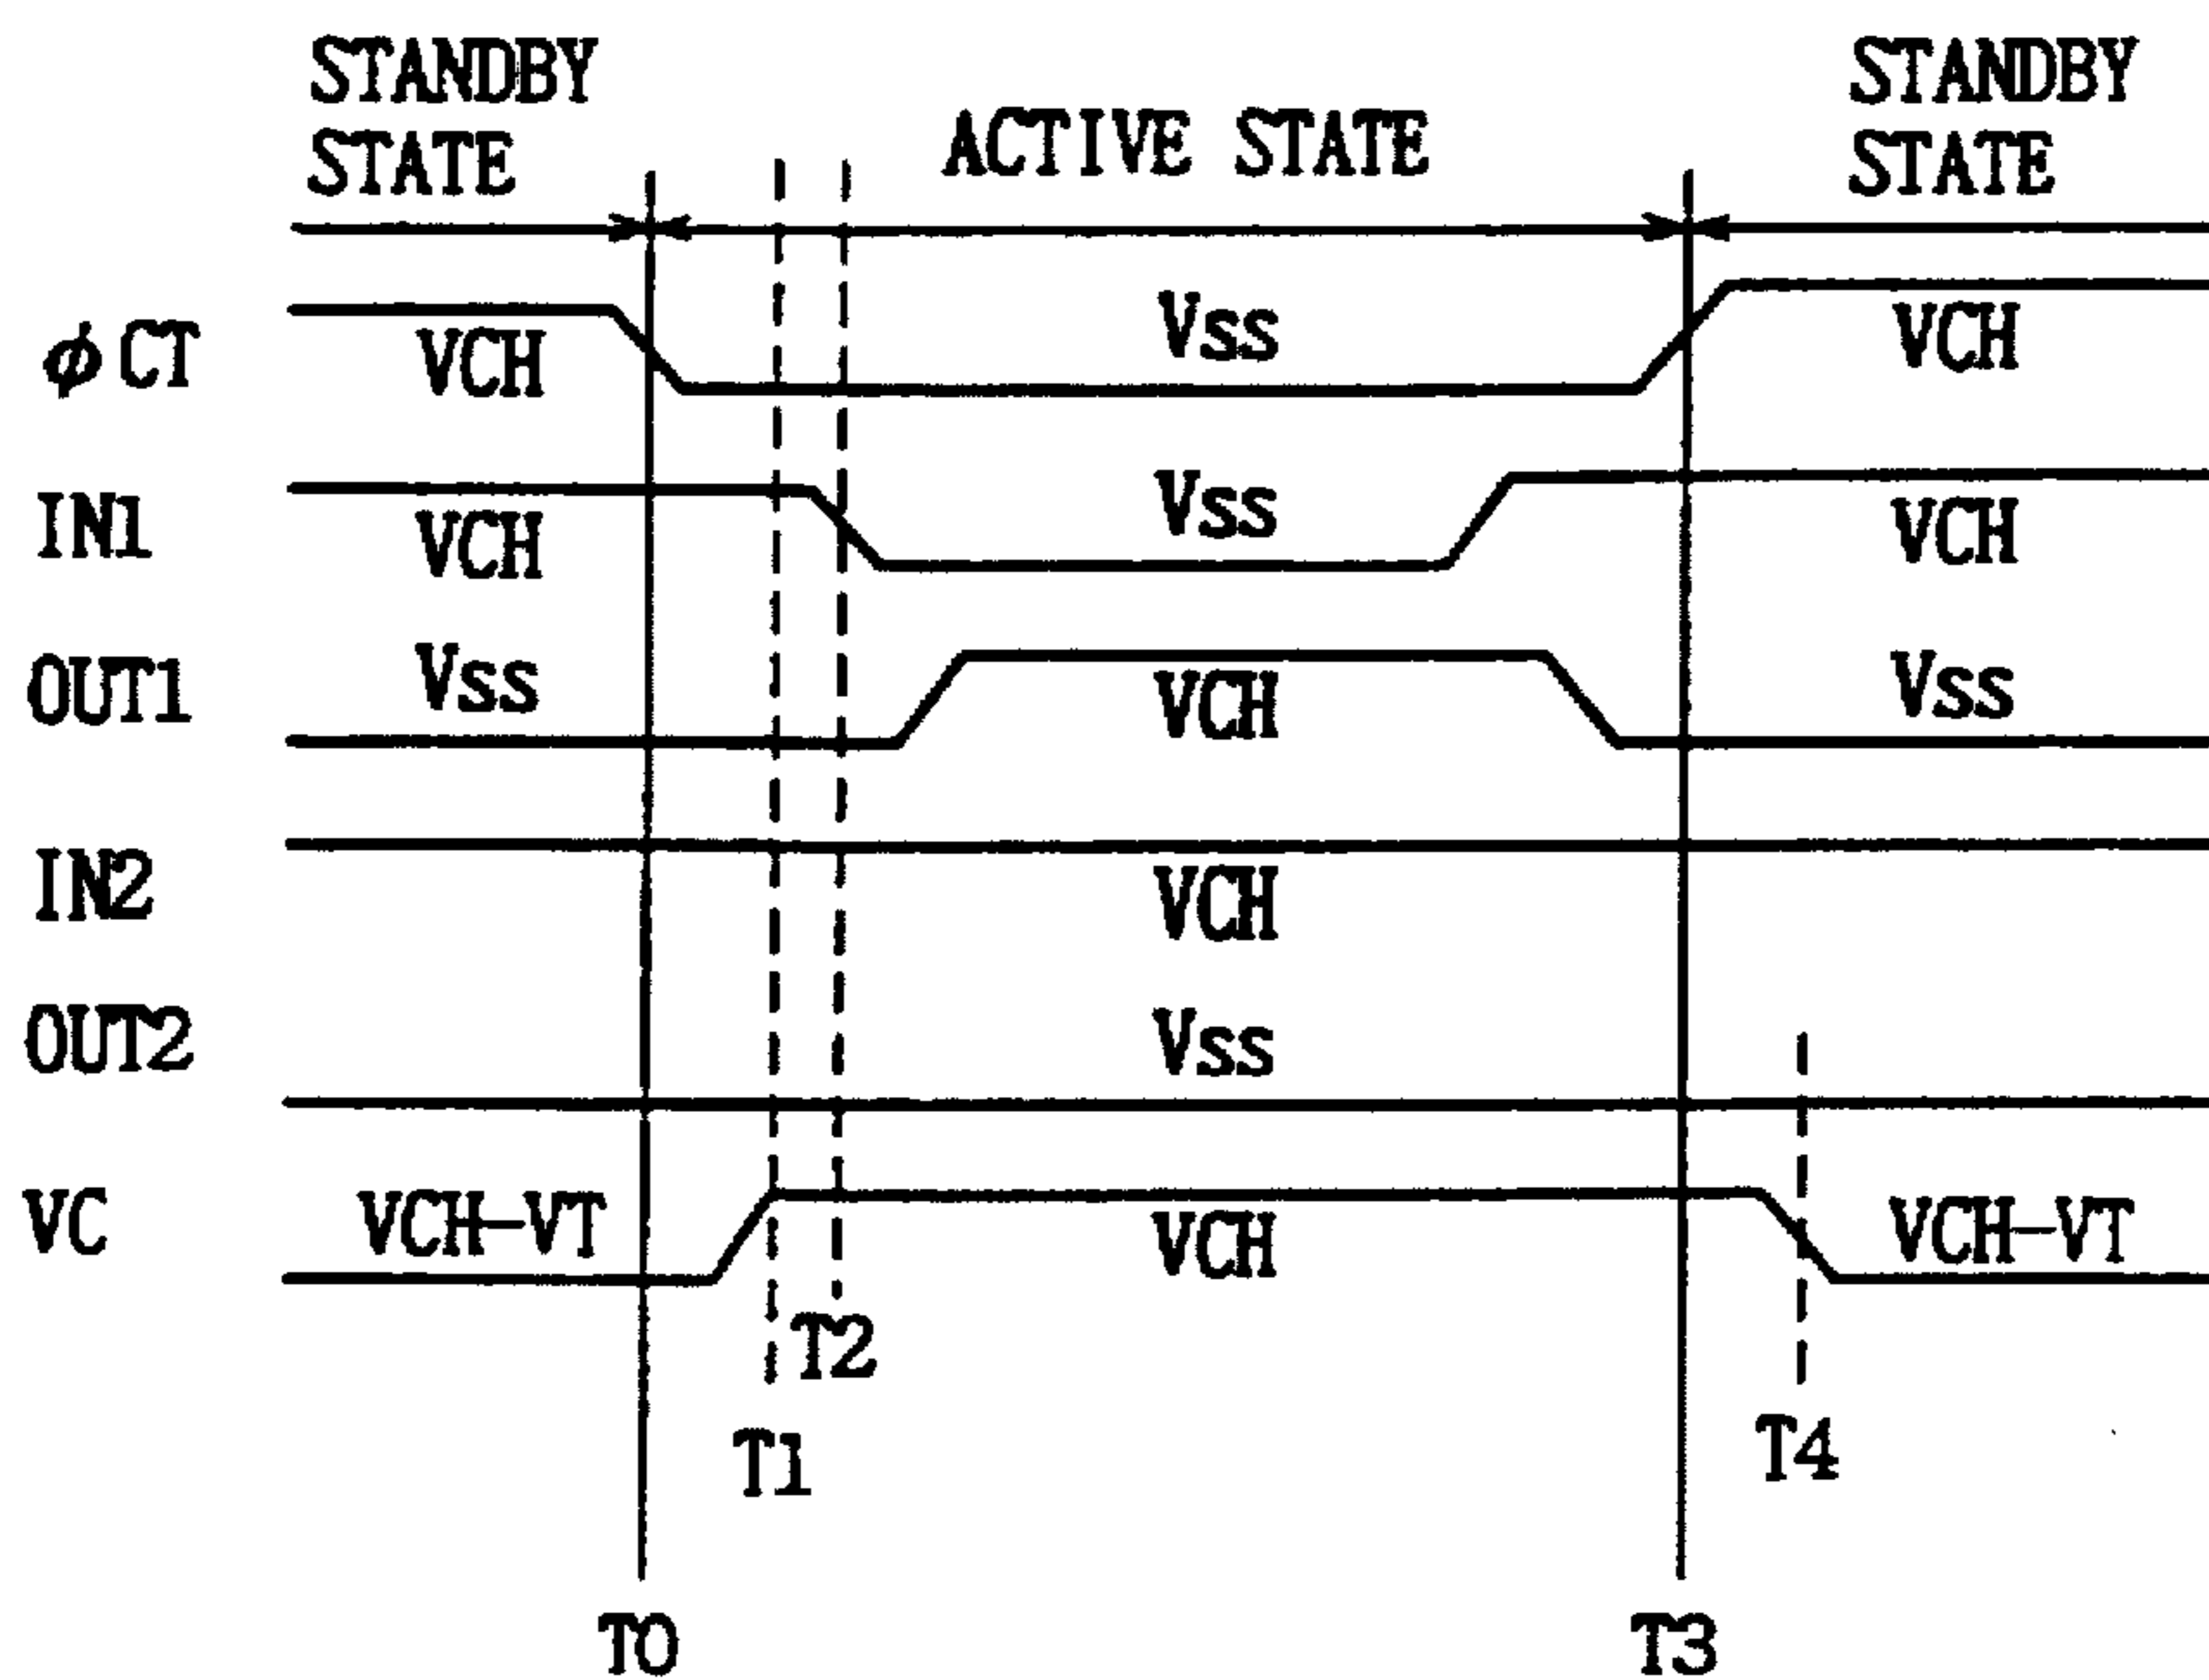 STANDBY STATE
ACTIVE STATE
STANDBY STATE
φCT VCH Vss VCH
IN1 VCH Vss VCH
OUT1 Vss VCH Vss
IN2 VCH
OUT2 Vss
VC VCH-VT VCH VCH-VT
T2
T1 T4
T0 T3